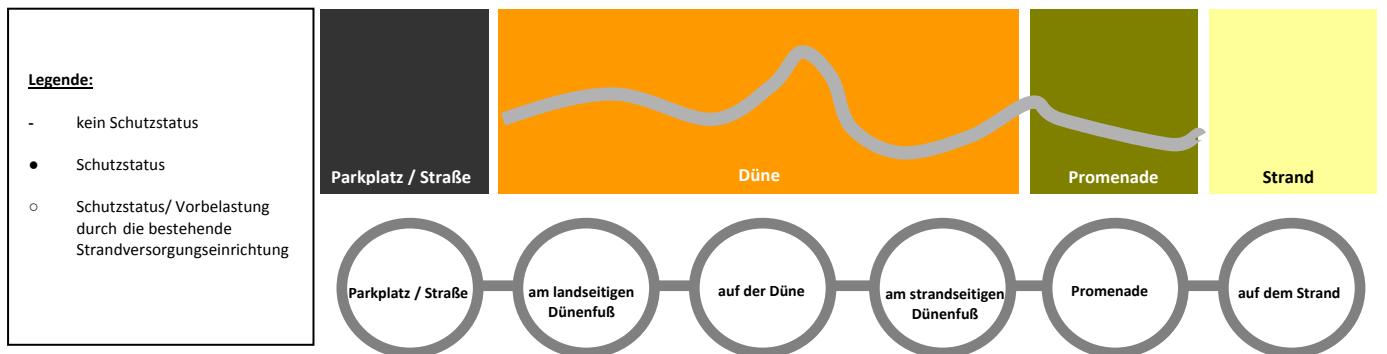 Legende:
- kein Schutzstatus
● Schutzstatus
○ Schutzstatus/ Vorbelastung
durch die bestehende
Strandversorgungseinrichtung
Parkplatz / Straße
Düne
Promenade
Strand
Parkplatz / Straße
am landseitigen
Dünenfuß
auf der Düne
am strandseitigen
Dünenfuß
Promenade
auf dem Strand